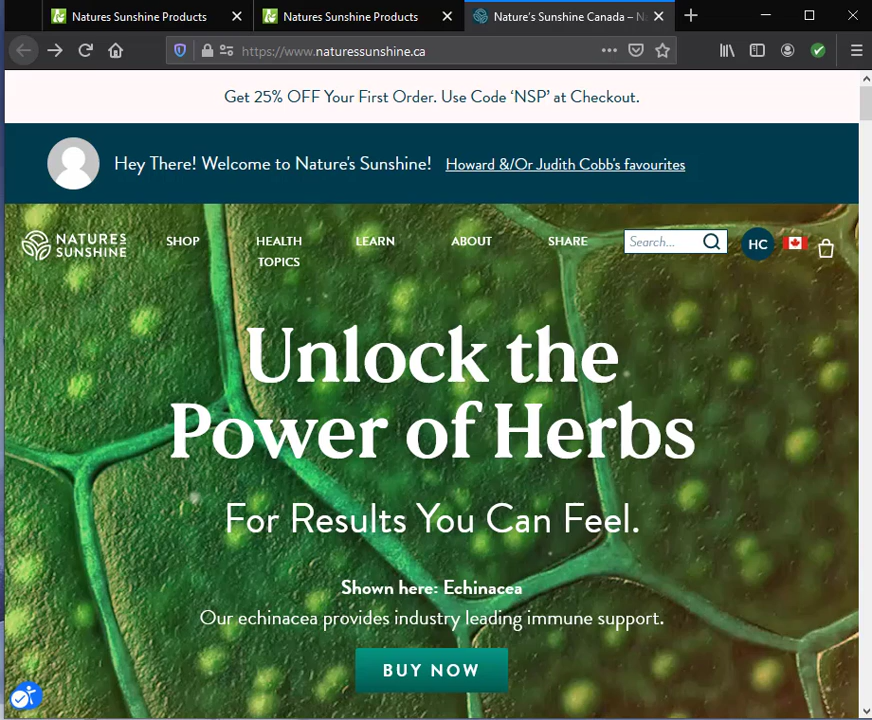 Natures Sunshine Products
Natures Sunshine Products
Nature's Sunshine Canada – N
https://www.naturessunshine.ca
Get 25% OFF Your First Order. Use Code ‘NSP’ at Checkout.
Hey There! Welcome to Nature's Sunshine! Howard &/Or Judith Cobb's favourites
NATURES
SUNSHINE
SHOP
HEALTH
TOPICS
LEARN
ABOUT
SHARE
Search...
HC
Unlock the
Power of Herbs
For Results You Can Feel.
Shown here: Echinacea
Our echinacea provides industry leading immune support.
BUY NOW